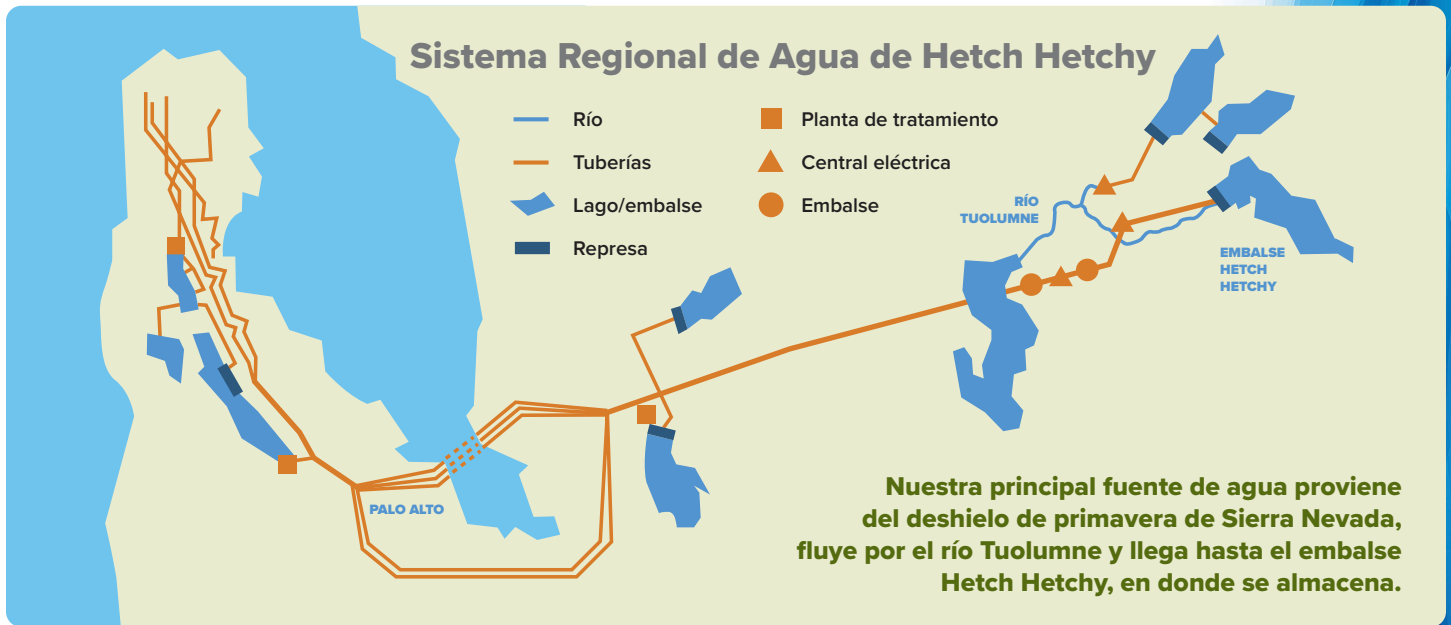 Sistema Regional de Agua de Hetch Hetchy
Río
Tuberías
Lago/embalse
Represa
Planta de tratamiento
Central eléctrica
Embalse
RÍO
TUOLUMNE
EMBALSE
HETCH
HETCHY
PALO ALTO
Nuestra principal fuente de agua proviene
del deshielo de primavera de Sierra Nevada,
fluye por el río Tuolumne y llega hasta el embalse
Hetch Hetchy, en donde se almacena.